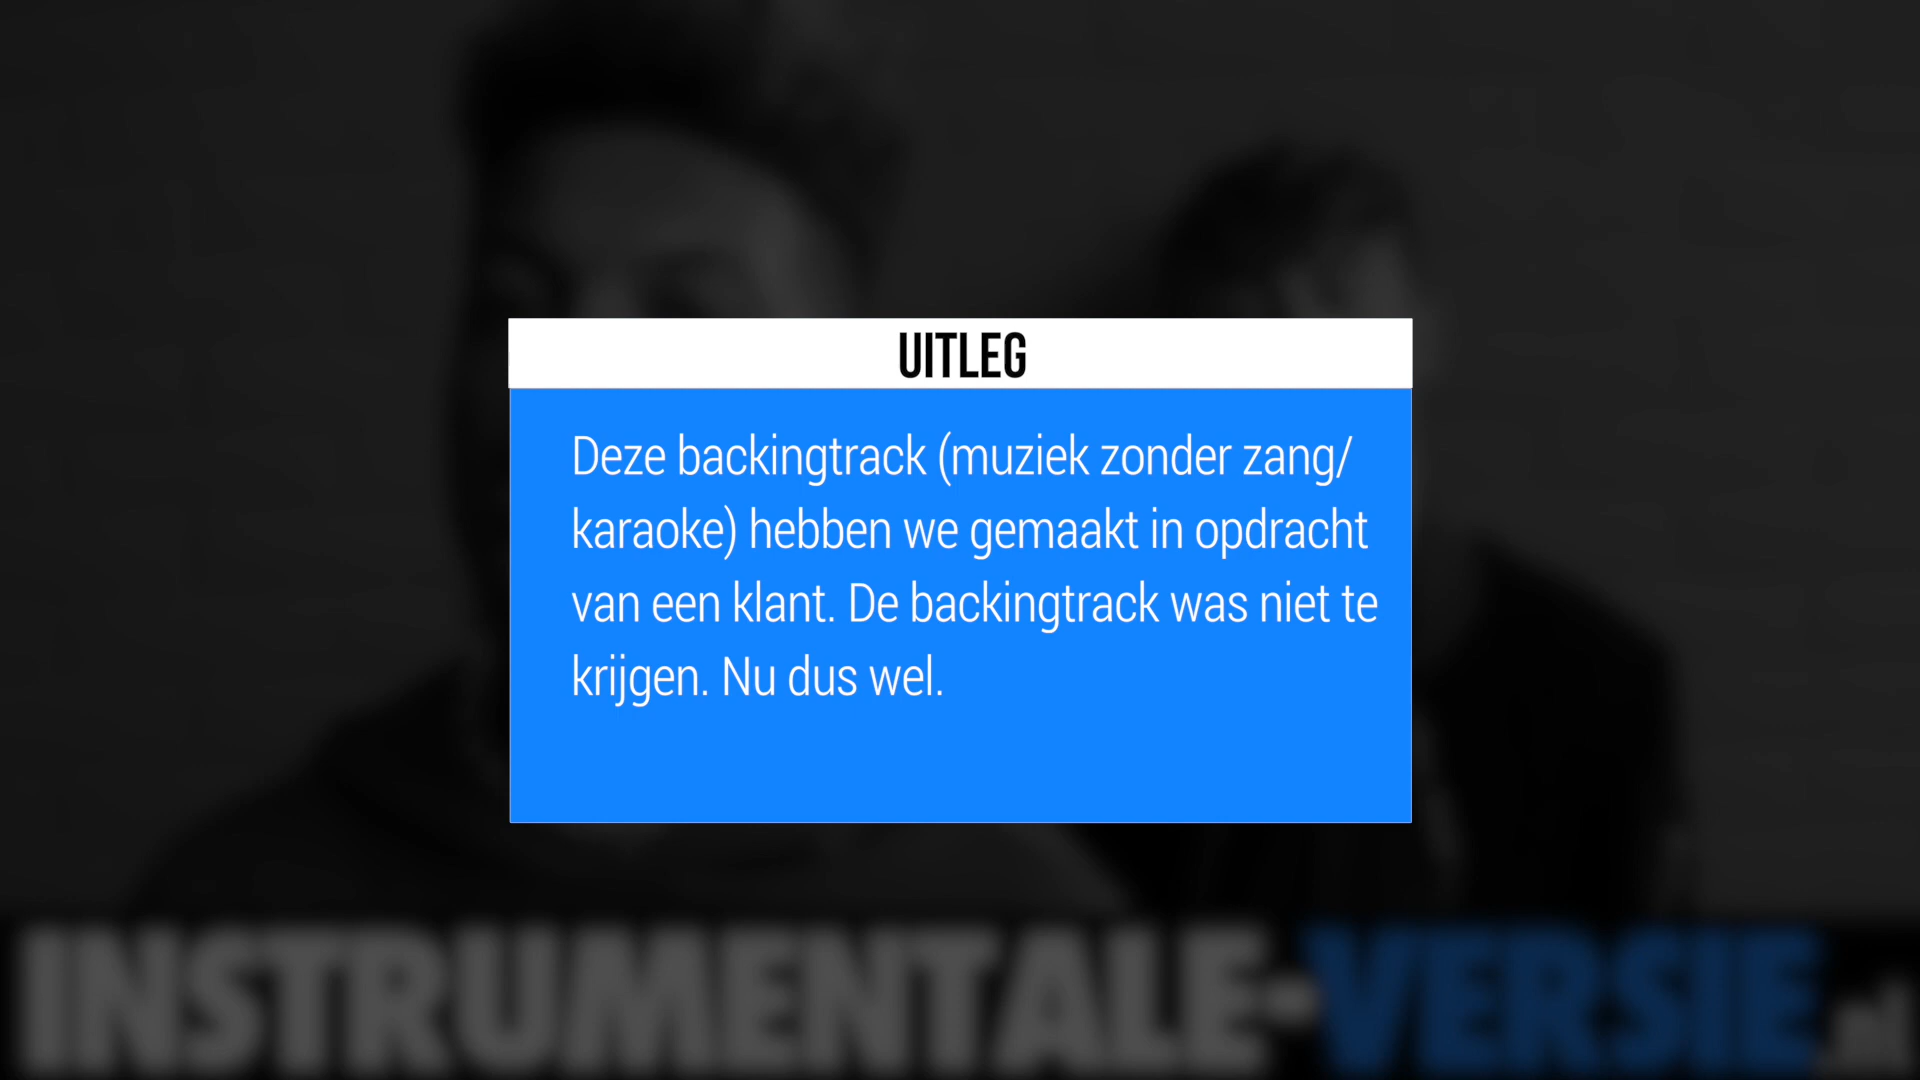 UITLEG
Deze backingtrack (muziek zonder zang/
karaoke) hebben we gemaakt in opdracht
van een klant. De backingtrack was niet te
krijgen. Nu dus wel.
INSTRUMENTALE-VERSIE.nl